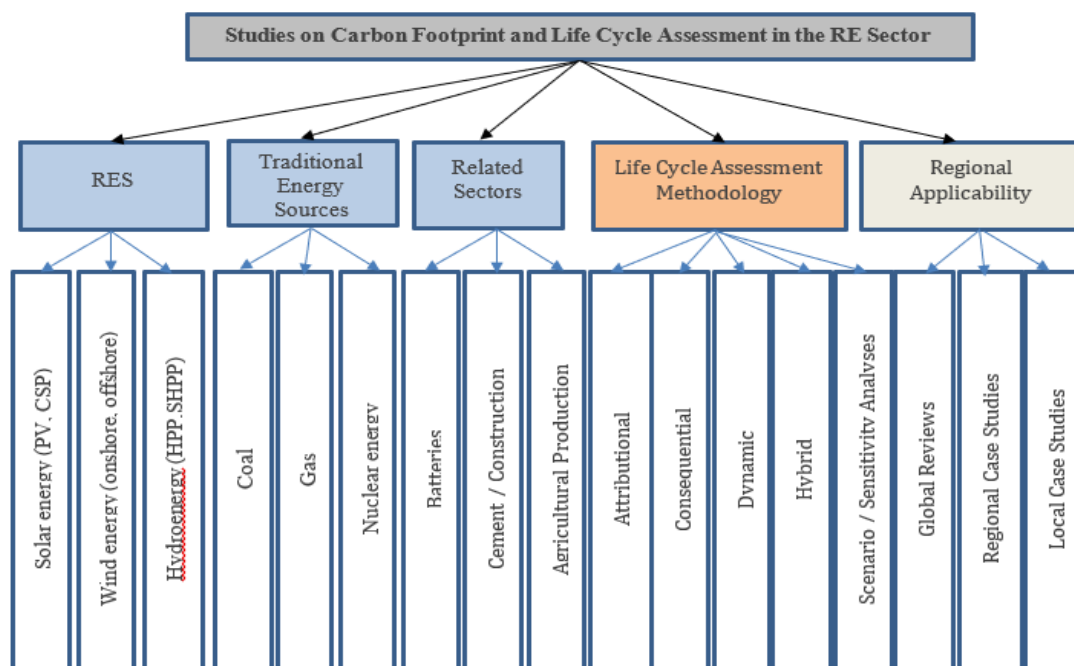 Studies on Carbon Footprint and Life Cycle Assessment in the RE Sector
RES
Traditional
Energy
Sources
Related
Sectors
Life Cycle Assessment
Methodology
Regional
Applicability
Solar energy (PV, CSP)
Wind energy (onshore, offshore)
Hydroenergy (HPP.SHPP)
Coal
Gas
Nuclear energy
Batteries
Cement / Construction
Agricultural Production
Attributional
Consequential
Dynamic
Hybrid
Scenario / Sensitivity Analyses
Global Reviews
Regional Case Studies
Local Case Studies